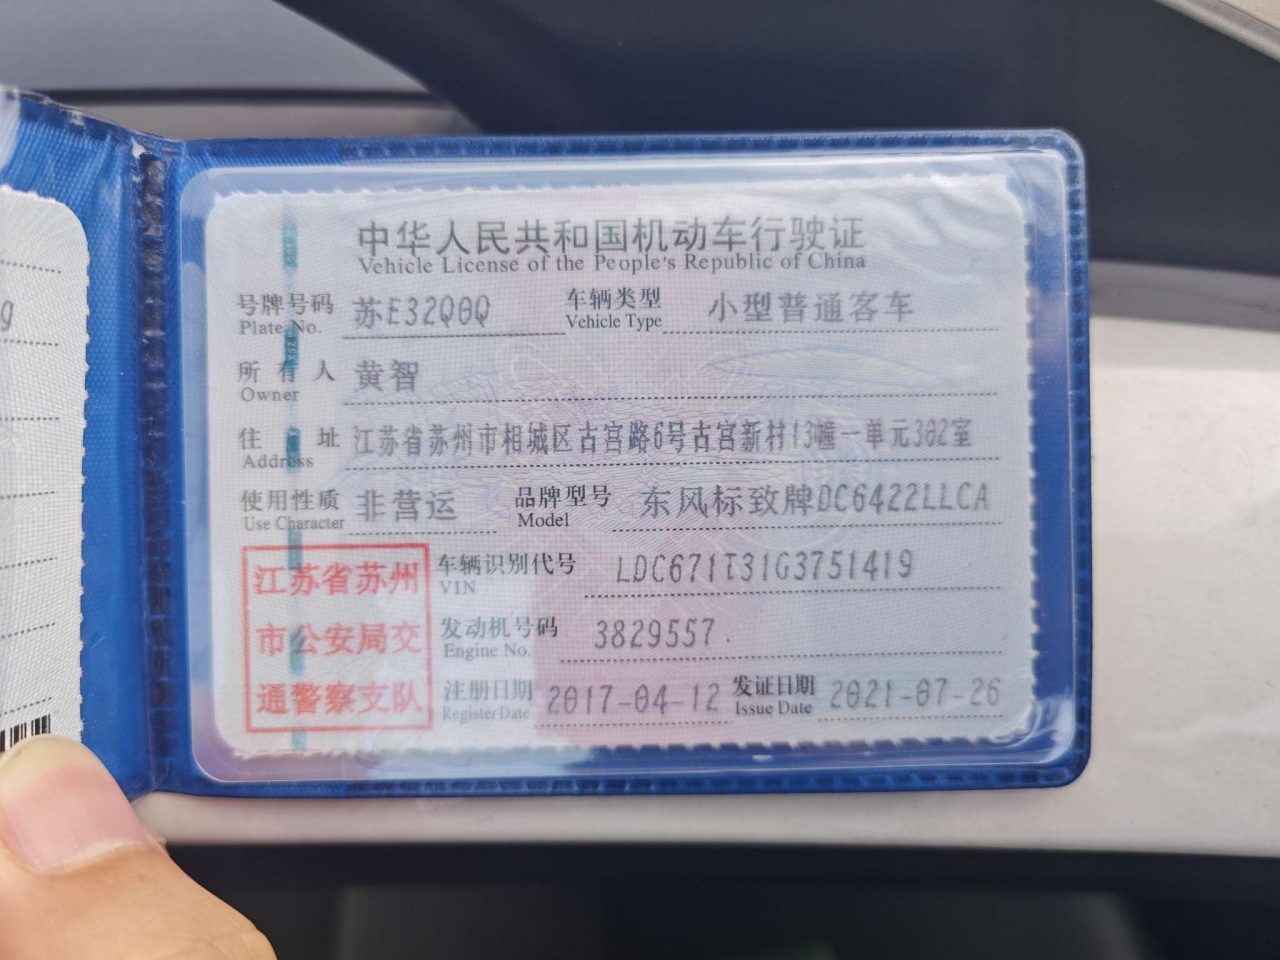 中华人民共和国机动车行驶证
Vehicle License of the People's Republic of China
号牌号码 苏E32Q0Q 车辆类型 小型普通客车
Plate No. Vehicle Type
所有人 黄智
Owner
住址 江苏省苏州市相城区古宫路6号古宫新村13幢一单元302室
Address
使用性质 非营运 品牌型号 东风标致牌DC6422LLCA
Use Character Model
江苏省苏州
市公安局交
通警察支队
车辆识别代号 LDC671T31G3751419
VIN
发动机号码 3829557
Engine No.
注册日期 2017-04-12 发证日期 2021-07-26
Register Date Issue Date